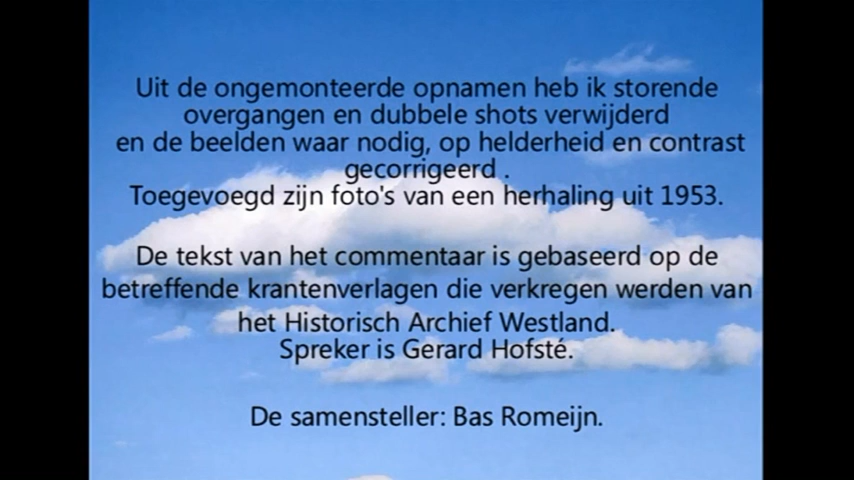 Uit de ongemonteerde opnamen heb ik storende
overgangen en dubbele shots verwijderd
en de beelden waar nodig, op helderheid en contrast
gecorrigeerd .
Toegevoegd zijn foto's van een herhaling uit 1953.
De tekst van het commentaar is gebaseerd op de
betreffende krantenverlagen die verkregen werden van
het Historisch Archief Westland.
Spreker is Gerard Hofsté.
De samensteller: Bas Romeijn.